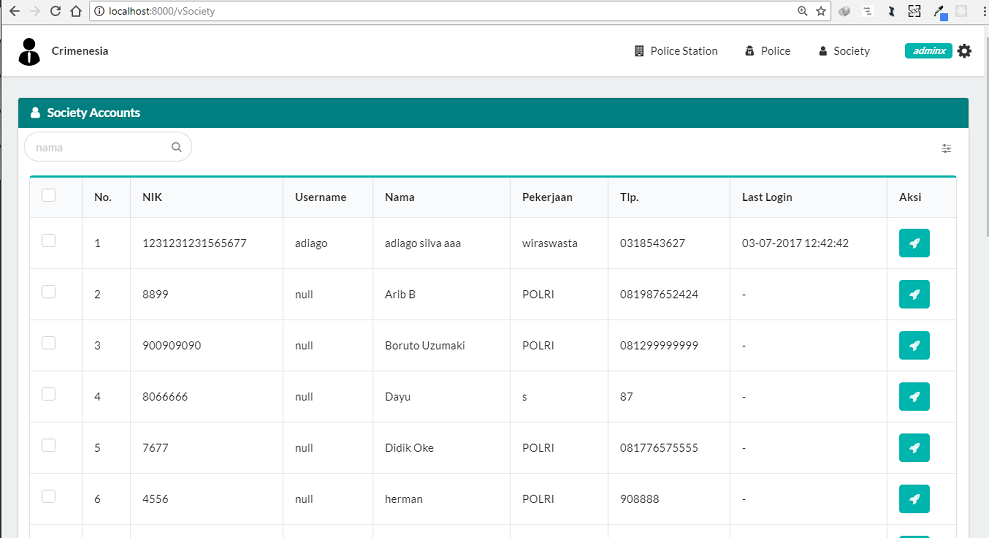 localhost:8000/vSociety
Crimenesia Police Station Police Society adminx
Society Accounts
nama
No. NIK Username Nama Pekerjaan Tlp. Last Login Aksi
1 1231231231565677 adiago adiago silva aaa wiraswasta 0318543627 03-07-2017 12:42:42
2 8899 null Arib B POLRI 081987652424 -
3 900909090 null Boruto Uzumaki POLRI 081299999999 -
4 8066666 null Dayu s 87 -
5 7677 null Didik Oke POLRI 081776575555 -
6 4556 null herman POLRI 908888 -